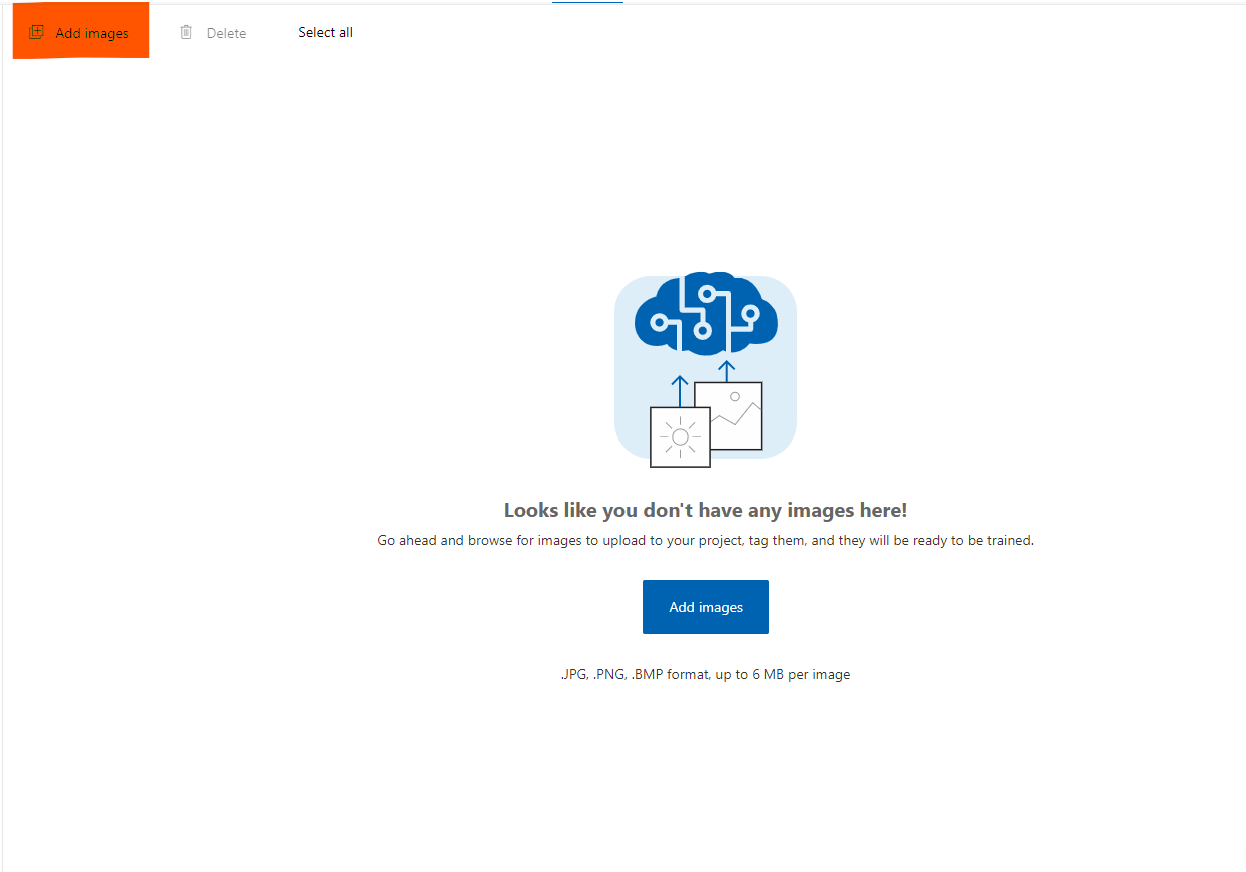 Add images
Delete
Select all
Looks like you don't have any images here!
Go ahead and browse for images to upload to your project, tag them, and they will be ready to be trained.
Add images
.JPG, .PNG, .BMP format, up to 6 MB per image